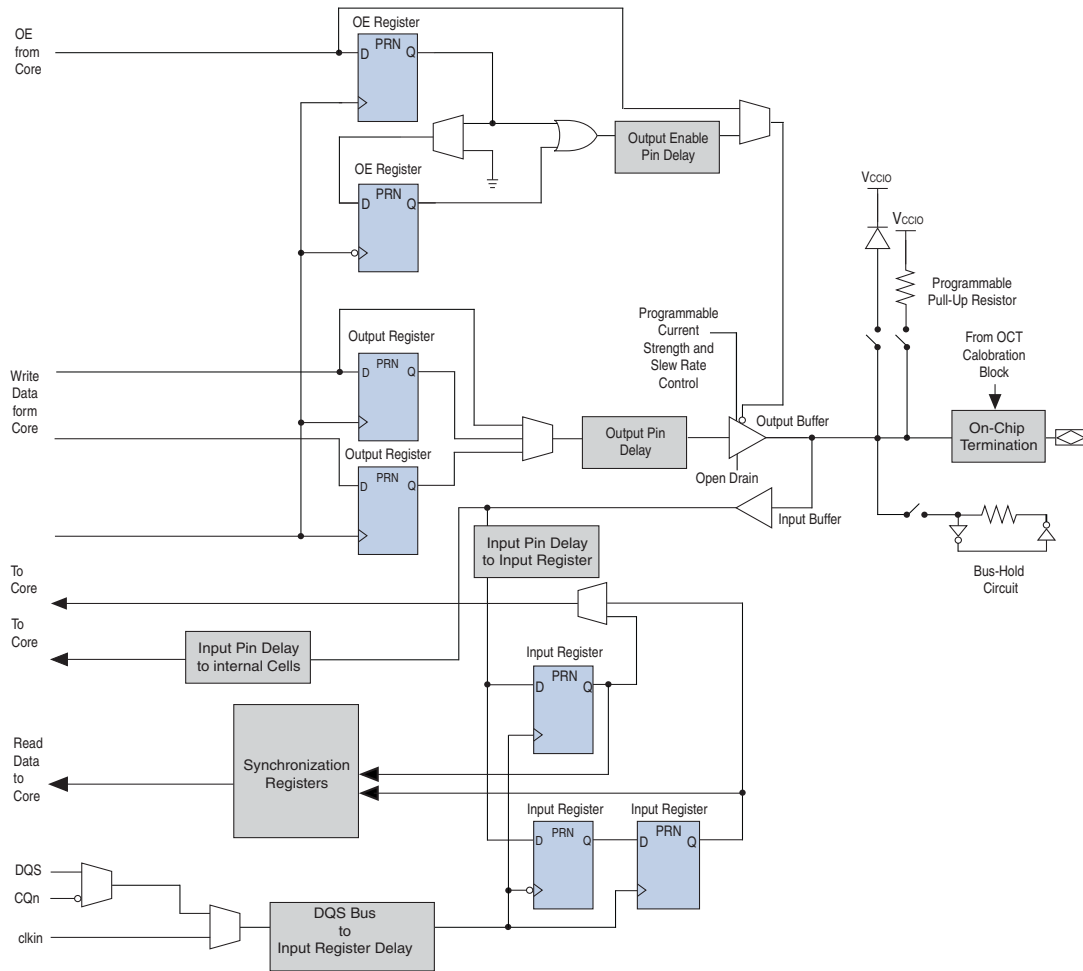 OE
from
Core
OE Register
D
PRN
Q
OE Register
D
PRN
Q
Output Enable
Pin Delay
VCCIO
VCCIO
Programmable
Pull-Up Resistor
Programmable
Current
Strength and
Slew Rate
Control
From OCT
Calobration
Block
Write
Data
form
Core
Output Register
D
PRN
Q
Output Register
D
PRN
Q
Output Pin
Delay
Output Buffer
Open Drain
On-Chip
Termination
Input Buffer
Bus-Hold
Circuit
Input Pin Delay
to Input Register
To
Core
To
Core
Input Pin Delay
to internal Cells
Input Register
D
PRN
Q
Read
Data
to
Core
Synchronization
Registers
Input Register
D
PRN
Q
Input Register
D
PRN
Q
DQS
CQn
clkin
DQS Bus
to
Input Register Delay